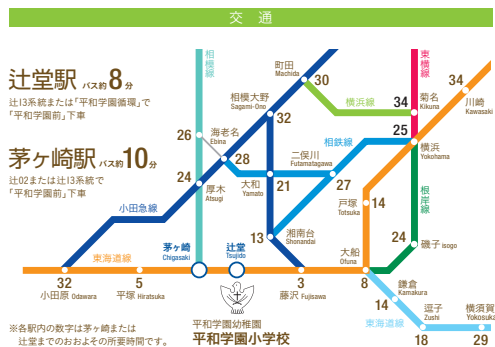 交通
辻堂駅 バス約8分
辻13系統または「平和学園循環」で
「平和学園前」下車
茅ヶ崎駅 バス約10分
辻02または辻13系統で
「平和学園前」下車
相模線
町田
Machida
30
東横線
34
川崎
Kawasaki
相模大野
Sagami-Ono
32
横浜線
34
菊名
Kikuna
26
海老名
Ebina
28
相鉄線
25
横浜
Yokohama
二俣川
Futamatagawa
27
24
厚木
Atsugi
大和
Yamato
21
戸塚
Totsuka
14
根岸線
小田急線
13
湘南台
Shonandai
24
磯子 Isogo
東海道線
茅ヶ崎
Chigasaki
辻堂
Tsujido
大船
Ofuna
32
小田原 Odawara
5
平塚 Hiratsuka
3
藤沢 Fujisawa
8
14
鎌倉
Kamakura
東海道線
逗子
Zushi
18
横須賀
Yokosuka
29
平和学園幼稚園
平和学園小学校
※各駅内の数字は茅ヶ崎または
辻堂までのおおよその所要時間です。